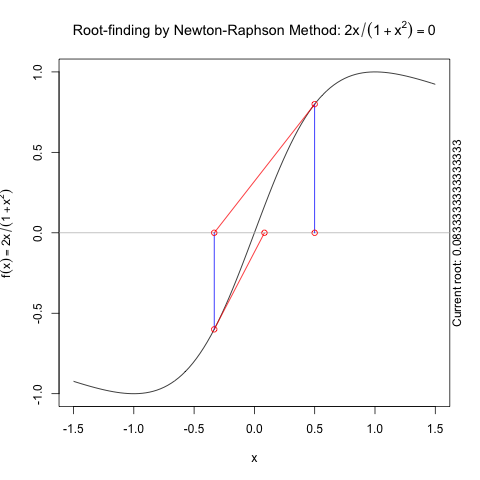 Root-finding by Newton-Raphson Method: 2x/(1 + x²) = 0
f(x) = 2x/(1 + x²)
1.0
0.5
0.0
-0.5
-1.0
Current root: 0.0833333333333333
-1.5 -1.0 -0.5 0.0 0.5 1.0 1.5
x